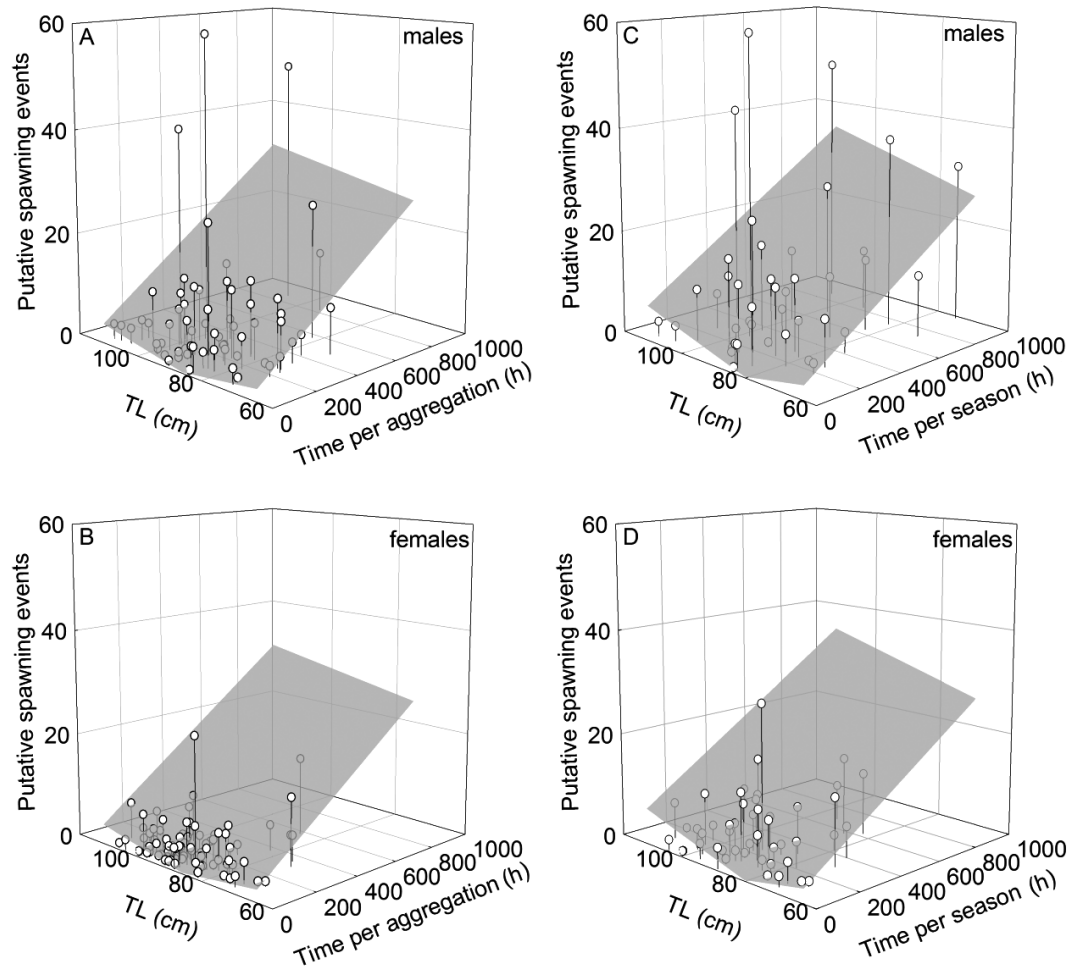 A
males
Putative spawning events
60
40
20
0
100
80
60
TL (cm)
0
200
400
600
800
1000
Time per aggregation (h)
C
males
Putative spawning events
60
40
20
0
100
80
60
TL (cm)
0
200
400
600
800
1000
Time per season (h)
B
females
Putative spawning events
60
40
20
0
100
80
60
TL (cm)
0
200
400
600
800
1000
Time per aggregation (h)
D
females
Putative spawning events
60
40
20
0
100
80
60
TL (cm)
0
200
400
600
800
1000
Time per season (h)